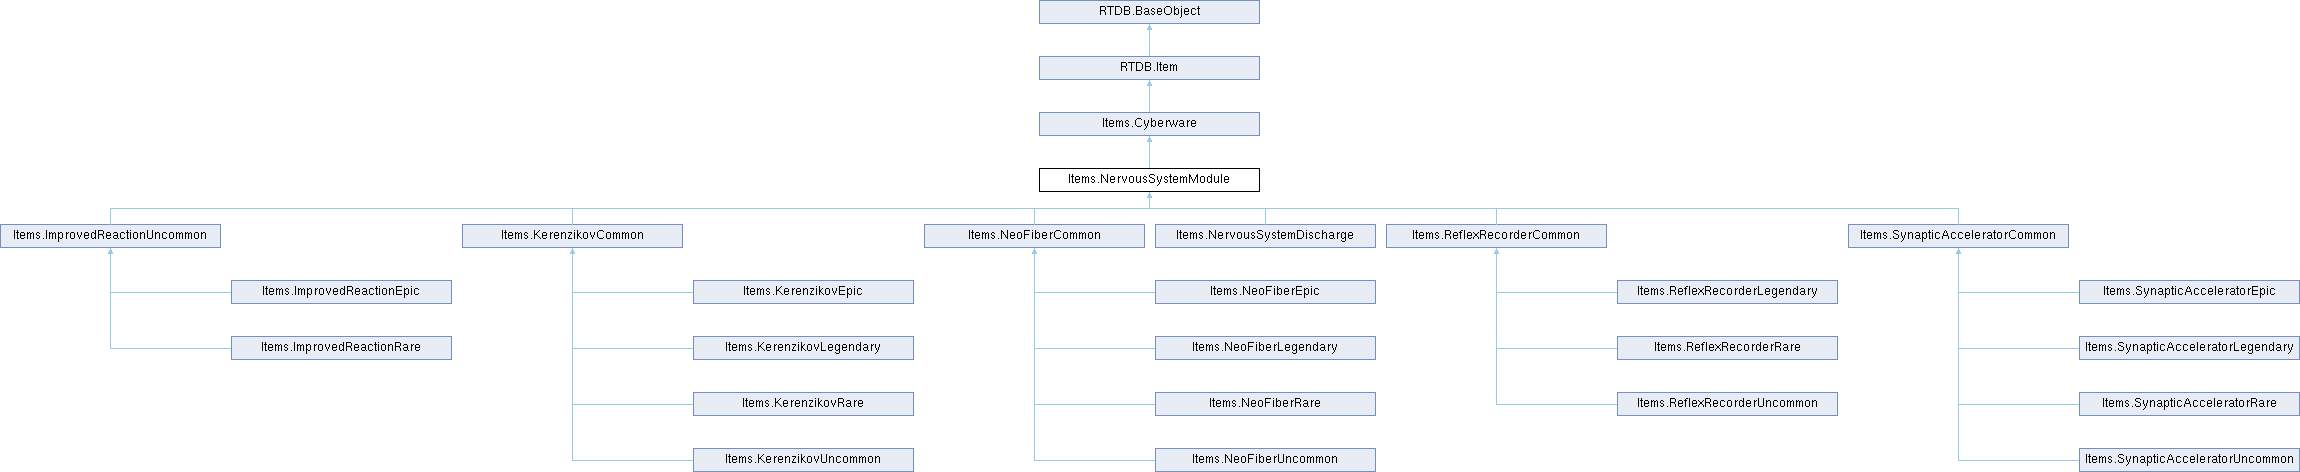 RTDB.BaseObject
RTDB.Item
Items.Cyberware
Items.NervousSystemModule
Items.ImprovedReactionUncommon
Items.KerenzikovCommon
Items.NeoFiberCommon
Items.NervousSystemDischarge
Items.ReflexRecorderCommon
Items.SynapticAcceleratorCommon
Items.ImprovedReactionEpic
Items.KerenzikovEpic
Items.NeoFiberEpic
Items.ReflexRecorderLegendary
Items.SynapticAcceleratorEpic
Items.ImprovedReactionRare
Items.KerenzikovLegendary
Items.NeoFiberLegendary
Items.ReflexRecorderRare
Items.SynapticAcceleratorLegendary
Items.KerenzikovRare
Items.NeoFiberRare
Items.ReflexRecorderUncommon
Items.SynapticAcceleratorRare
Items.KerenzikovUncommon
Items.NeoFiberUncommon
Items.SynapticAcceleratorUncommon